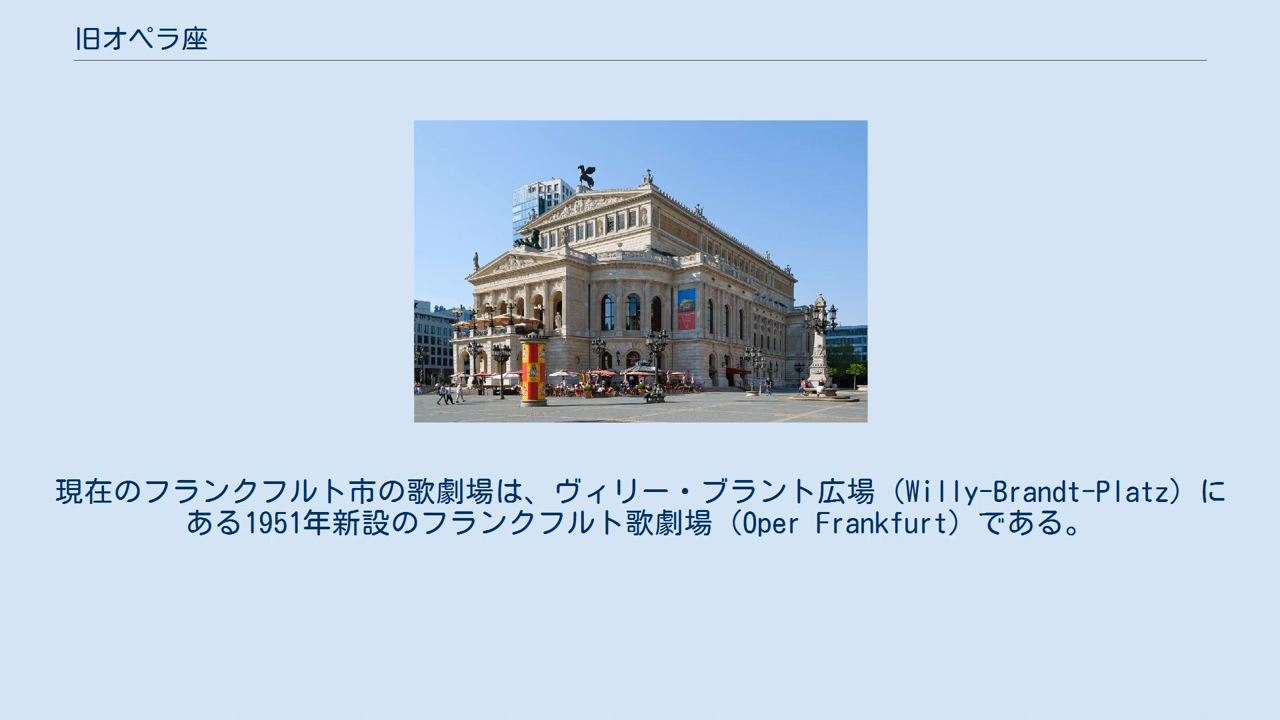 旧オペラ座
現在のフランクフルト市の歌劇場は、ヴィリー・ブラント広場（Willy-Brandt-Platz）に
ある1951年新設のフランクフルト歌劇場（Oper Frankfurt）である。